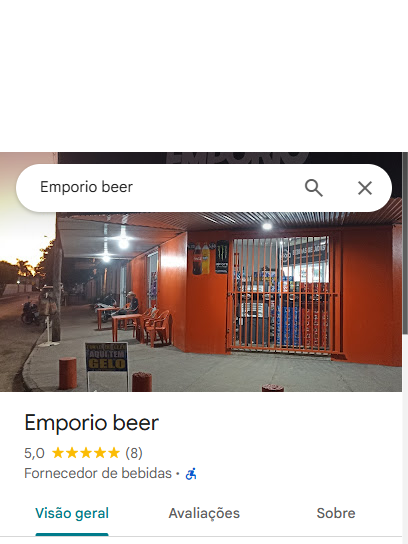 EMPORIO
Emporio beer
AQUI TEM
GELO
Emporio beer
5,0 (8)
Fornecedor de bebidas ·
Visão geral
Avaliações
Sobre